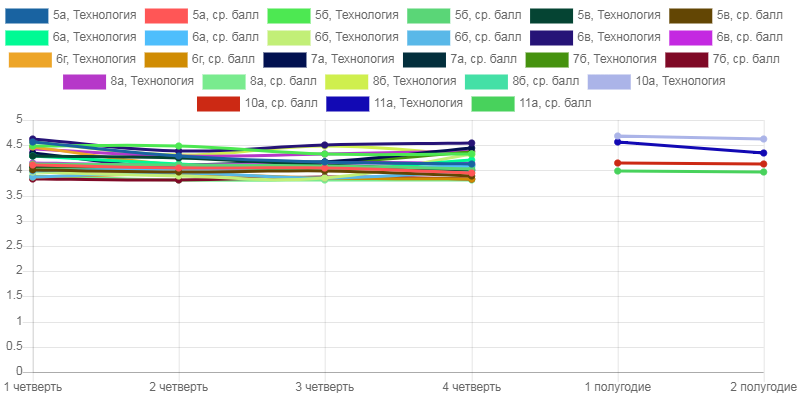 5а, Технология 5а, ср. балл 5б, Технология 5б, ср. балл 5в, Технология 5в, ср. балл
6а, Технология 6а, ср. балл 6б, Технология 6б, ср. балл 6в, Технология 6в, ср. балл
6г, Технология 6г, ср. балл 7а, Технология 7а, ср. балл 7б, Технология 7б, ср. балл
8а, Технология 8а, ср. балл 8б, Технология 8б, ср. балл 10а, Технология
10а, ср. балл 11а, Технология 11а, ср. балл
5
4.5
4
3.5
3
2.5
2
1.5
1
0.5
0
1 четверть 2 четверть 3 четверть 4 четверть 1 полугодие 2 полугодие